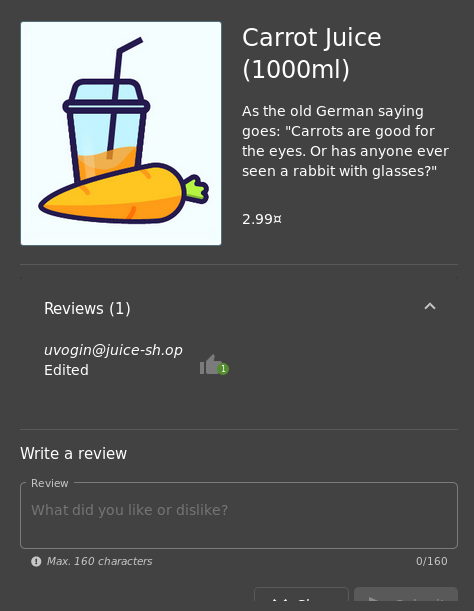 Carrot Juice
(1000ml)
As the old German saying
goes: "Carrots are good for
the eyes. Or has anyone ever
seen a rabbit with glasses?"
2.99¤
Reviews (1)
uvogin@juice-sh.op
Edited
1
Write a review
Review
What did you like or dislike?
Max. 160 characters
0/160